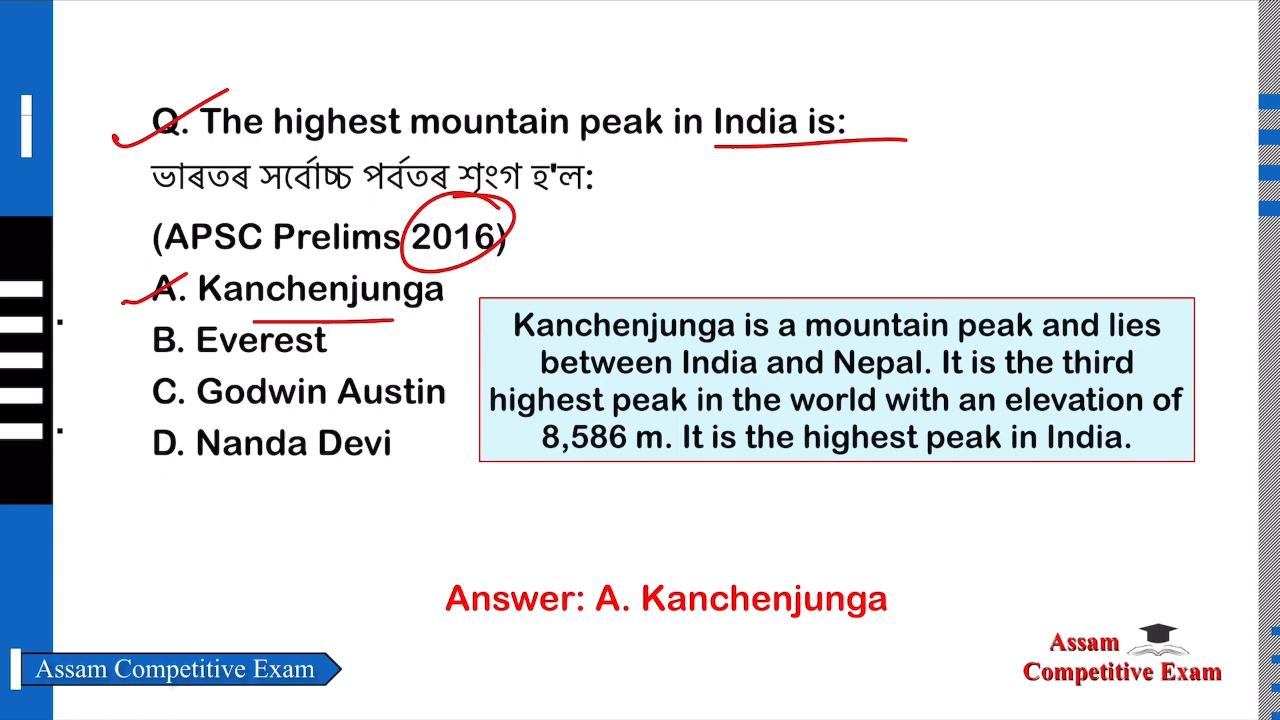 Q. The highest mountain peak in India is:
ভাৰতৰ সৰ্বোচ্চ পৰ্বতৰ শৃংগ হ'ল:
(APSC Prelims 2016)
A. Kanchenjunga
B. Everest
C. Godwin Austin
D. Nanda Devi
Kanchenjunga is a mountain peak and lies
between India and Nepal. It is the third
highest peak in the world with an elevation of
8,586 m. It is the highest peak in India.
Answer: A. Kanchenjunga
Assam Competitive Exam
Assam
Competitive Exam